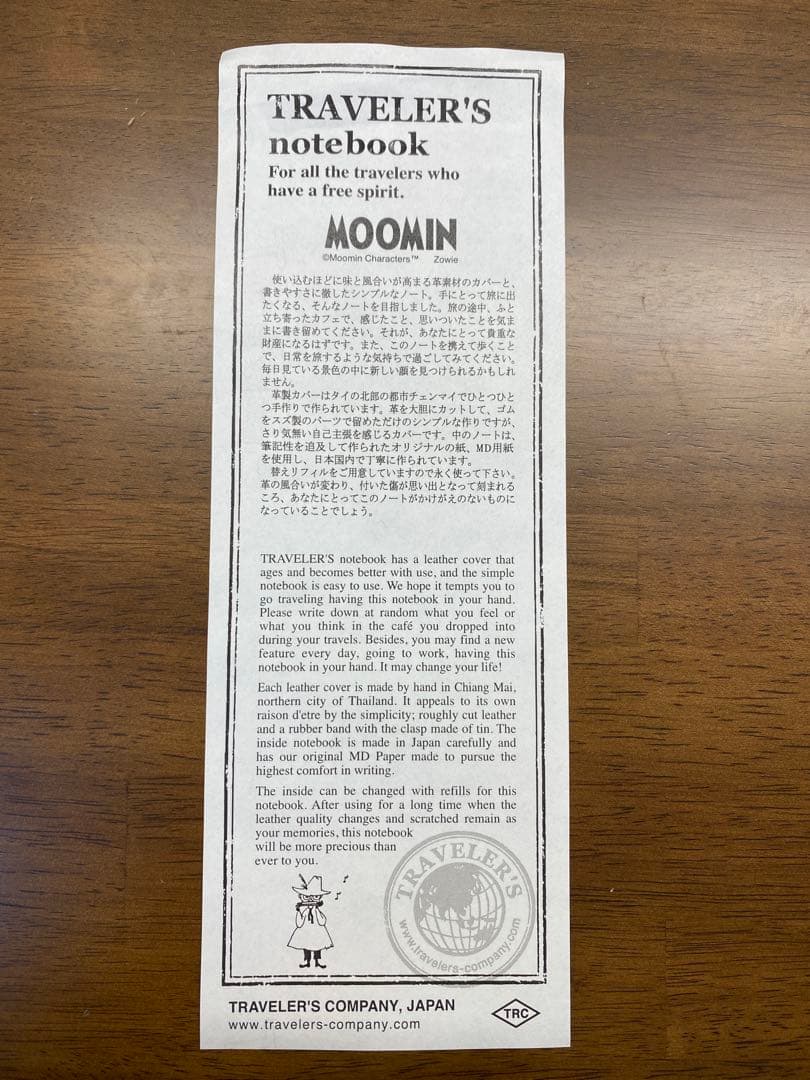 TRAVELER'S
notebook
For all the travelers who
have a free spirit.
MOOMIN
©Moomin Characters™ Zowie
使い込むほどに味と風合いが高まる革素材のカバーと、
書きやすさに徹したシンプルなノート。手にとって旅に出
たくなる、そんなノートを目指しました。旅の途中、ふと
立ち寄ったカフェで、感じたこと、思いついたことを気ま
まに書き留めてください。それが、あなたにとって貴重な
財産になるはずです。また、このノートを携えて歩くこと
で、日常を旅するような気持ちで過ごしてみてください。
毎日見ている景色の中に新しい顔を見つけられるかもしれ
ません。
革製カバーはタイの北部の都市チェンマイでひとつひと
つ手作りで作られています。革を大胆にカットして、ゴム
をスズ製のパーツで留めただけのシンプルな作りですが、
さり気無い自己主張を感じるカバーです。中のノートは、
筆記性を追及して作られたオリジナルの紙、MD用紙
を使用し、日本国内で丁寧に作られています。
替えリフィルをご用意していますので永く使って下さい。
革の風合いが変わり、付いた傷が思い出となって刻まれる
ころ、あなたにとってこのノートがかけがえのないものに
なっていることでしょう。
TRAVELER'S notebook has a leather cover that
ages and becomes better with use, and the simple
notebook is easy to use. We hope it tempts you to
go traveling having this notebook in your hand.
Please write down at random what you feel or
what you think in the café you dropped into
during your travels. Besides, you may find a new
feature every day, going to work, having this
notebook in your hand. It may change your life!
Each leather cover is made by hand in Chiang Mai,
northern city of Thailand. It appeals to its own
raison d'etre by the simplicity; roughly cut leather
and a rubber band with the clasp made of tin. The
inside notebook is made in Japan carefully and
has our original MD Paper made to pursue the
highest comfort in writing.
The inside can be changed with refills for this
notebook. After using for a long time when the
leather quality changes and scratched remain as
your memories, this notebook
will be more precious than
ever to you.
TRAVELER'S
www.travelers-company.com
TRAVELER'S COMPANY, JAPAN
www.travelers-company.com
TRC